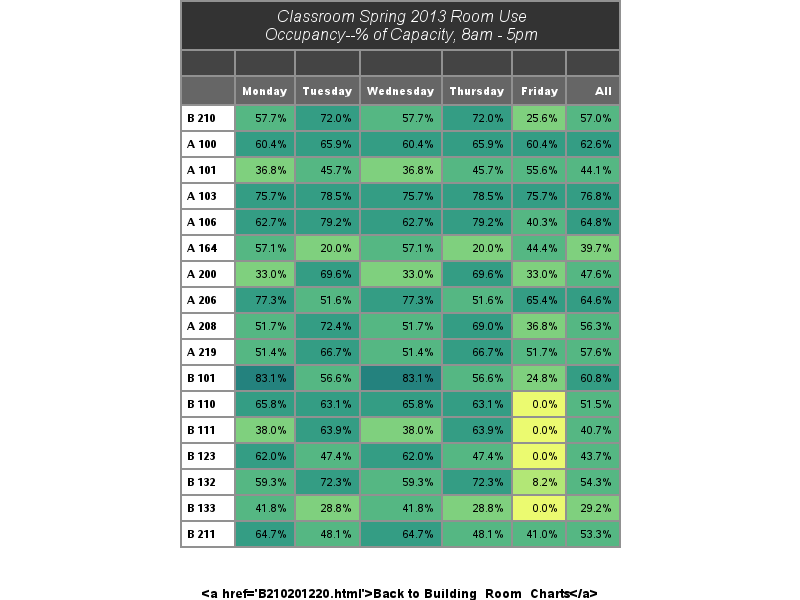 Classroom Spring 2013 Room Use
Occupancy--% of Capacity, 8am - 5pm
Monday Tuesday Wednesday Thursday Friday All
B 210 57.7% 72.0% 57.7% 72.0% 25.6% 57.0%
A 100 60.4% 65.9% 60.4% 65.9% 60.4% 62.6%
A 101 36.8% 45.7% 36.8% 45.7% 55.6% 44.1%
A 103 75.7% 78.5% 75.7% 78.5% 75.7% 76.8%
A 106 62.7% 79.2% 62.7% 79.2% 40.3% 64.8%
A 164 57.1% 20.0% 57.1% 20.0% 44.4% 39.7%
A 200 33.0% 69.6% 33.0% 69.6% 33.0% 47.6%
A 206 77.3% 51.6% 77.3% 51.6% 65.4% 64.6%
A 208 51.7% 72.4% 51.7% 69.0% 36.8% 56.3%
A 219 51.4% 66.7% 51.4% 66.7% 51.7% 57.6%
B 101 83.1% 56.6% 83.1% 56.6% 24.8% 60.8%
B 110 65.8% 63.1% 65.8% 63.1% 0.0% 51.5%
B 111 38.0% 63.9% 38.0% 63.9% 0.0% 40.7%
B 123 62.0% 47.4% 62.0% 47.4% 0.0% 43.7%
B 132 59.3% 72.3% 59.3% 72.3% 8.2% 54.3%
B 133 41.8% 28.8% 41.8% 28.8% 0.0% 29.2%
B 211 64.7% 48.1% 64.7% 48.1% 41.0% 53.3%
<a href='B210201220.html'>Back to Building_Room_Charts</a>